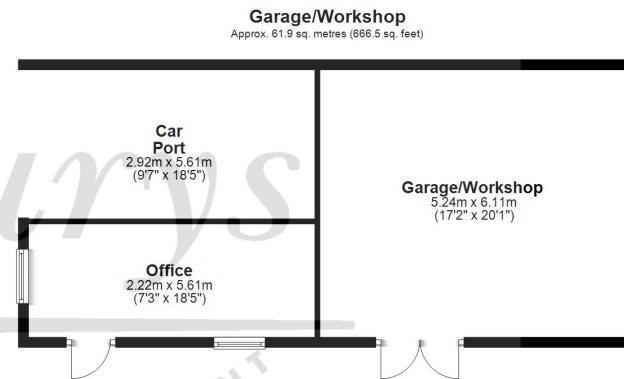 Garage/Workshop
Approx. 61.9 sq. metres (666.5 sq. feet)
Car
Port
2.92m x 5.61m
(9'7" x 18'5")
Garage/Workshop
5.24m x 6.11m
(17'2" x 20'1")
Office
2.22m x 5.61m
(7'3" x 18'5")
urys
NT